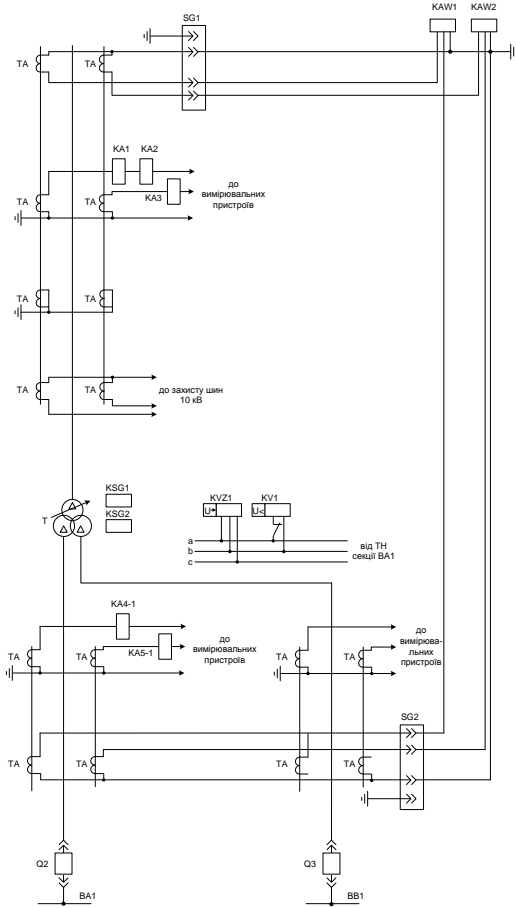 SG1
KAW1 KAW2
TA TA
KA1 KA2
KA3
до
вимірювальних
пристроїв
TA TA
TA TA
TA TA
до захисту шин
10 кВ
KSG1
KSG2
T
KVZ1 KV1
U U<
a
b
c
від ТН
секції ВА1
KA4-1
KA5-1
до
вимірювальних
пристроїв
до
вимірюва-
льних
пристроїв
TA TA TA TA
SG2
TA TA TA TA
Q2 Q3
BA1 BB1